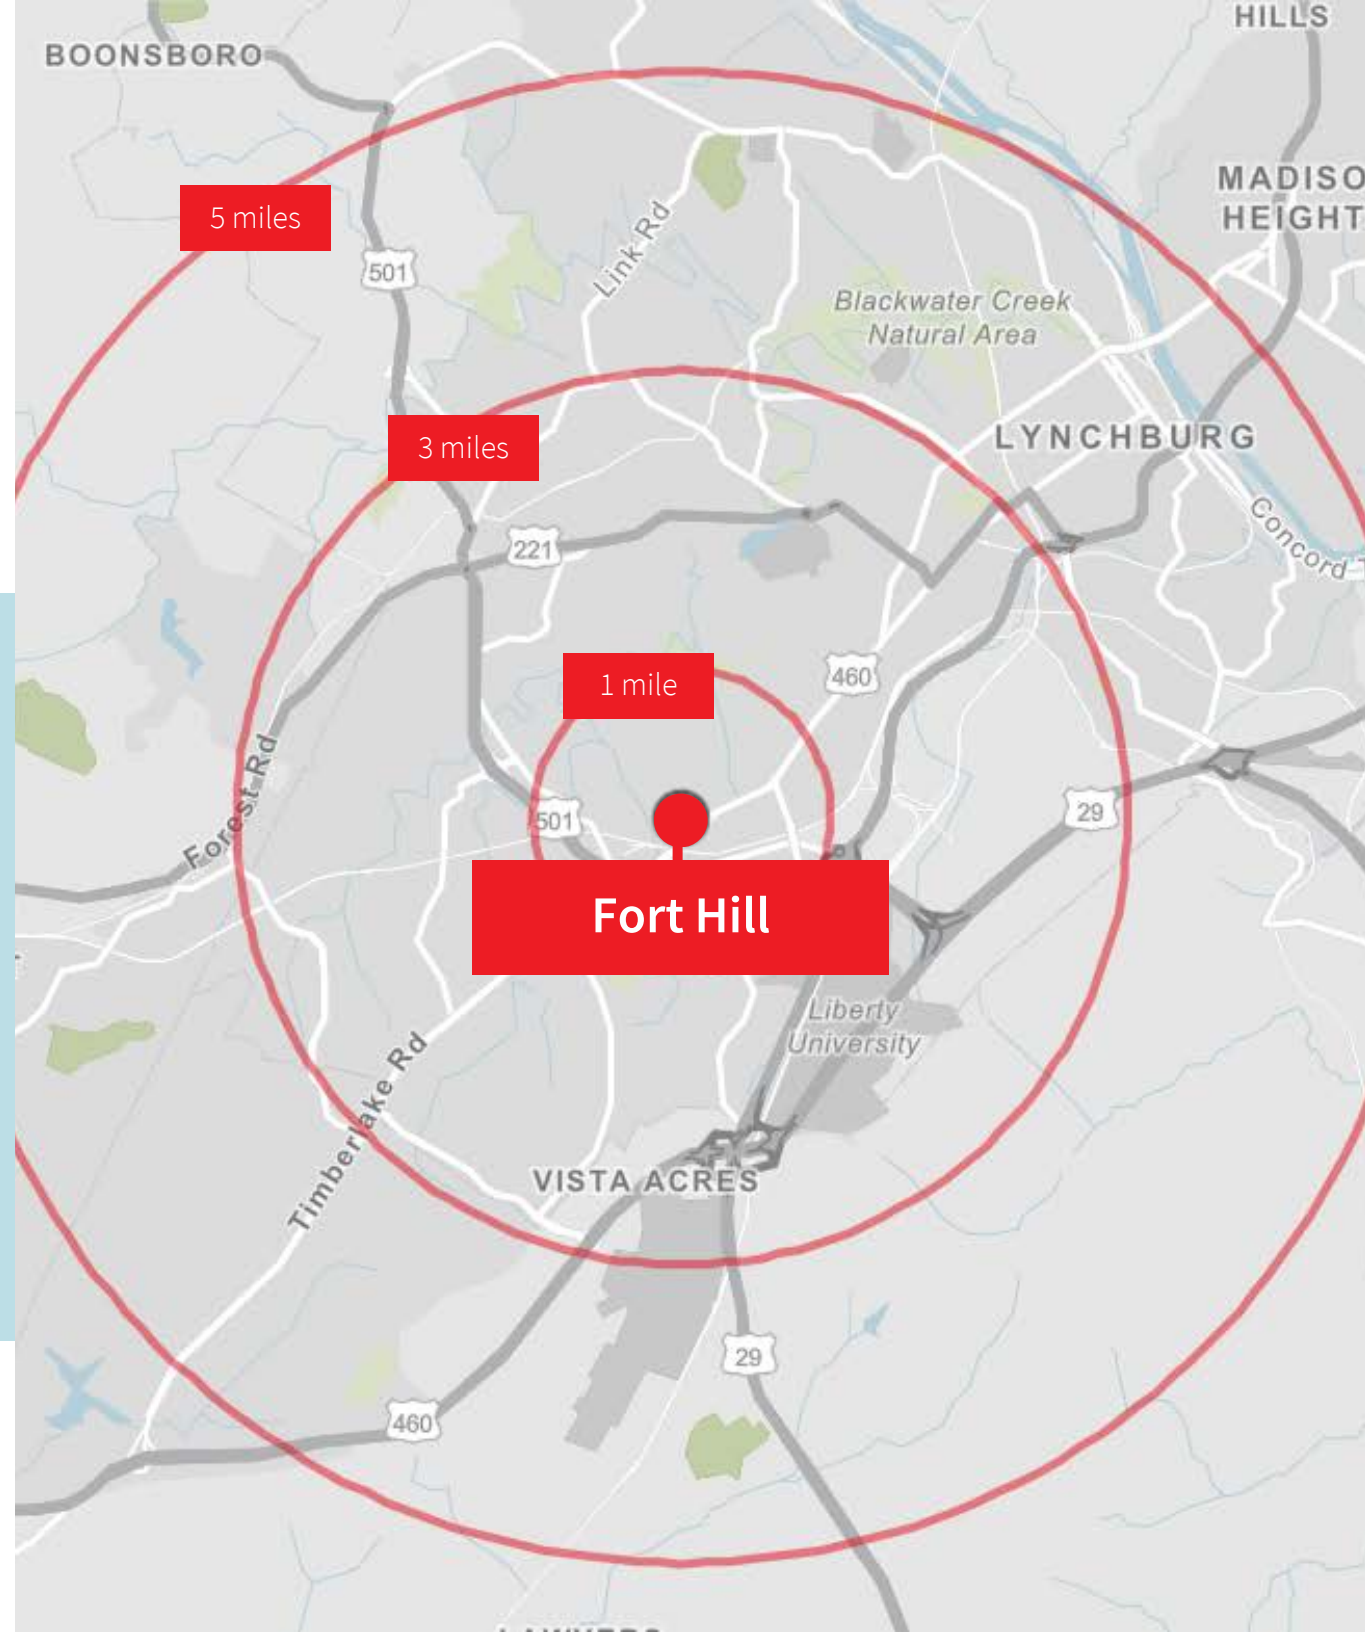 HILLS
BOONSBORO
MADISO
HEIGHT
5 miles
Link Rd
501
Blackwater Creek
Natural Area
3 miles
LYNCHBURG
Concord
221
1 mile
460
Forest Rd
501
29
Fort Hill
Liberty
University
Timberlake Rd
VISTA ACRES
29
460